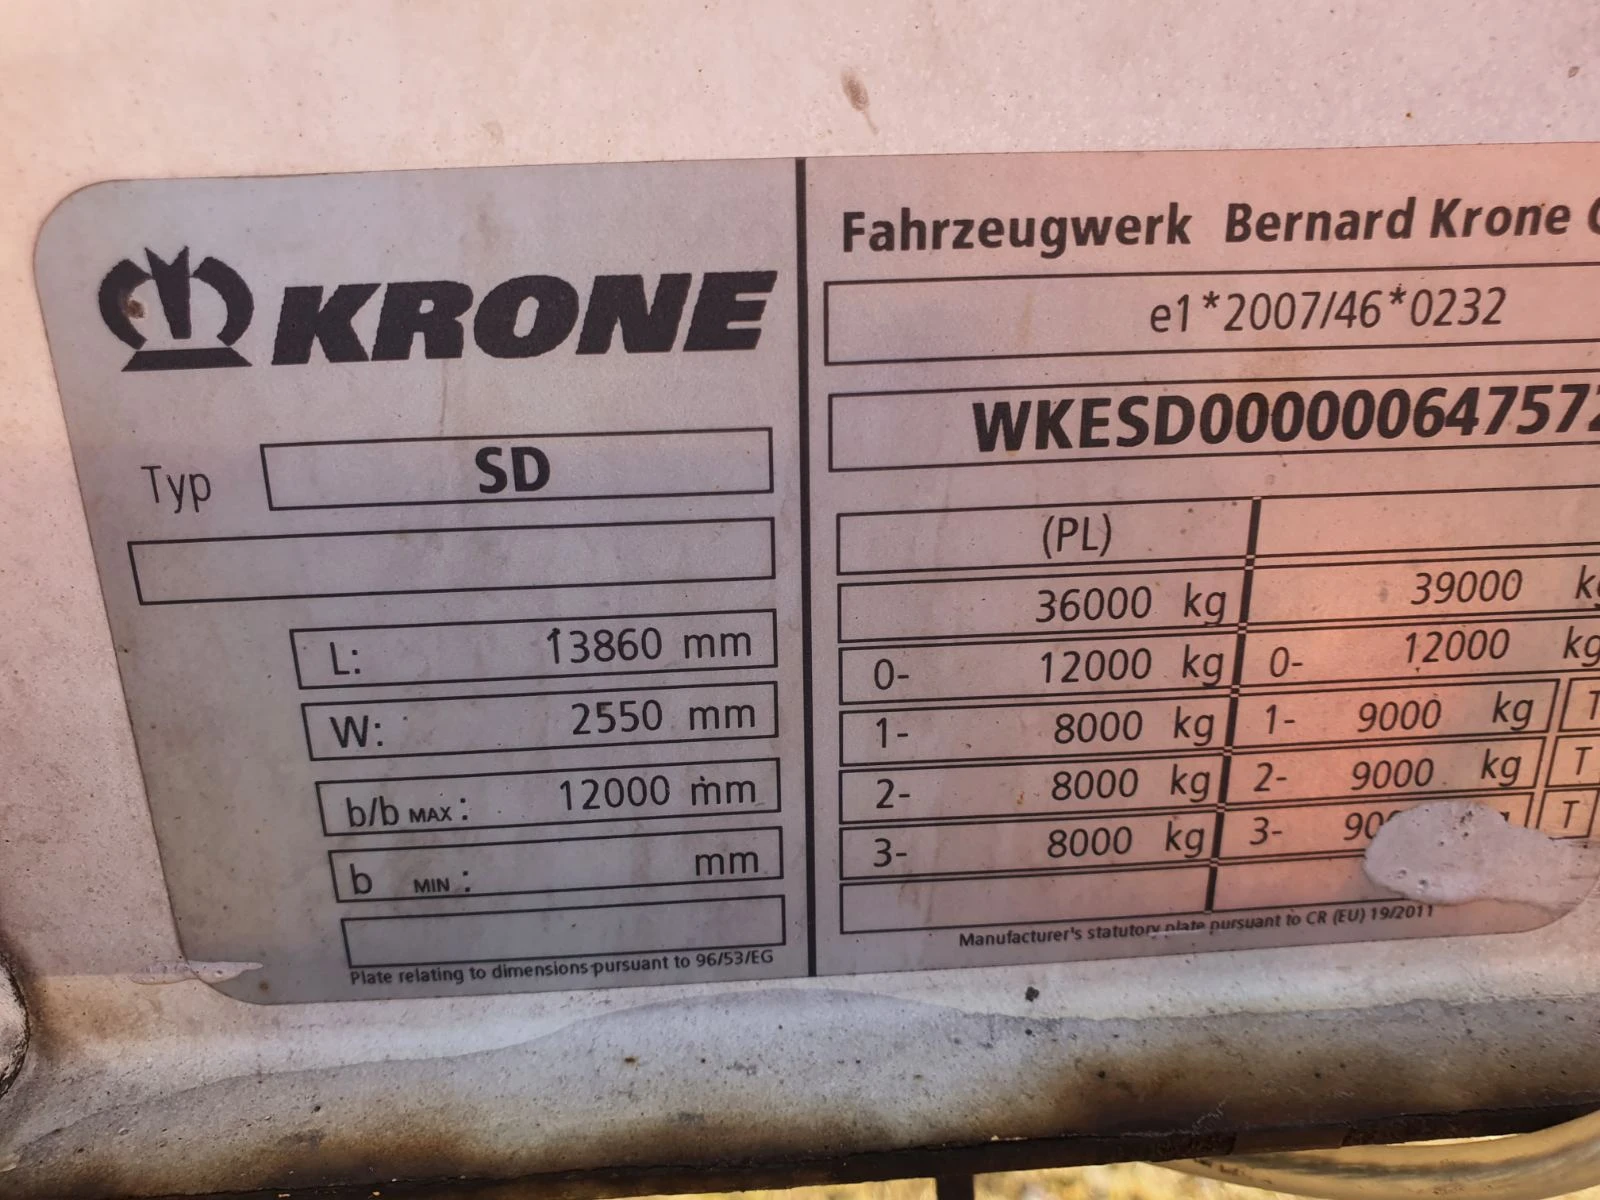 KRONE
Typ SD
L: 13860 mm
W: 2550 mm
b/b MAX : 12000 mm
b MIN : mm
Plate relating to dimensions pursuant to 96/53/EG
Fahrzeugwerk Bernard Krone
e1*2007/46*0232
WKESD000000647572
(PL)
36000 kg 39000 kg
0- 12000 kg 0- 12000 kg
1- 8000 kg 1- 9000 kg T
2- 8000 kg 2- 9000 kg T
3- 8000 kg 3- T
Manufacturer's statutory plate pursuant to CR (EU) 19/2011